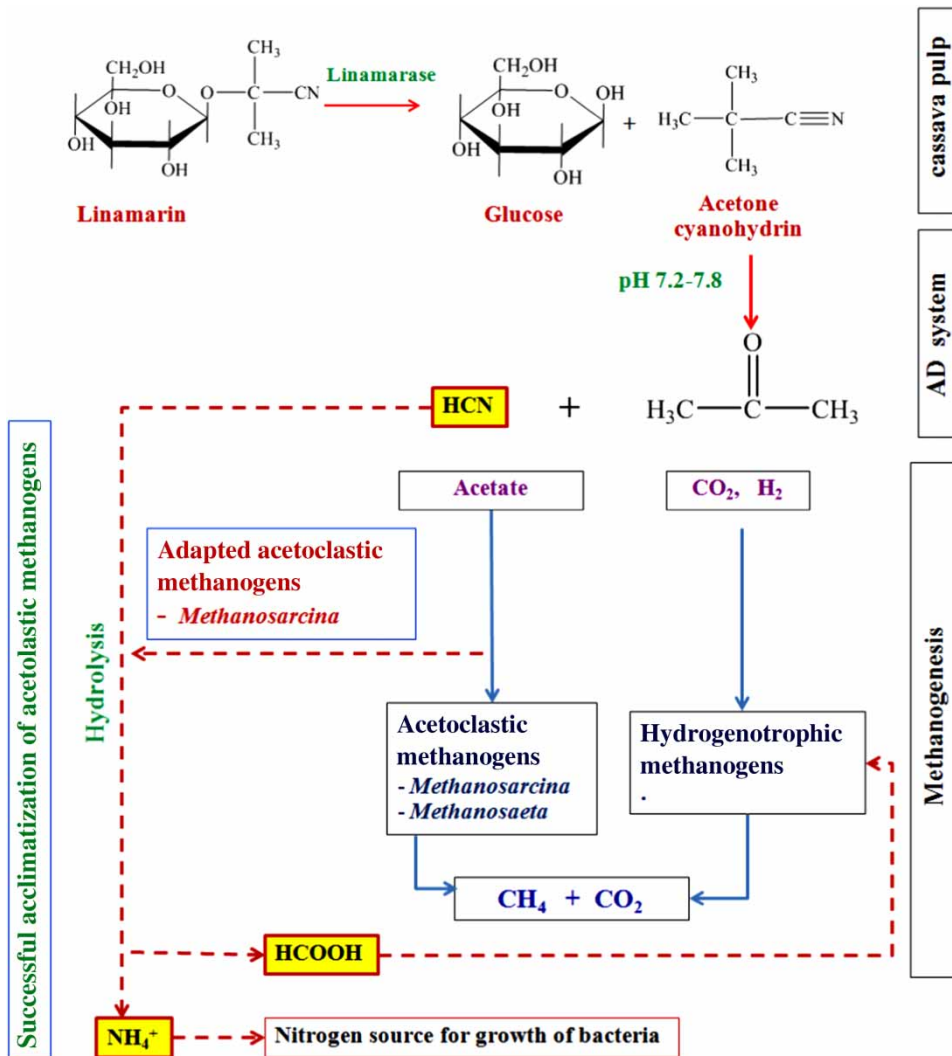 CH₃
CH₂OH
O
O
CN
OH
CH₃
OH
OH
Linamarin
Linamarase
CH₂OH
O
OH
OH
OH
OH
Glucose
+
CH₃
H₃C
C
C
N
CH₃
Acetone
cyanohydrin
cassava pulp
pH 7.2-7.8
O
HCN
+
H₃C
C
CH₃
AD system
Acetate
CO₂, H₂
Adapted acetoclastic
methanogens
- Methanosarcina
Hydrolysis
Successful acclimatization of acetolastic methanogens
Acetoclastic
methanogens
- Methanosarcina
- Methanosaeta
Hydrogenotrophic
methanogens
.
Methanogenesis
CH₄ + CO₂
HCOOH
NH₄⁺
Nitrogen source for growth of bacteria